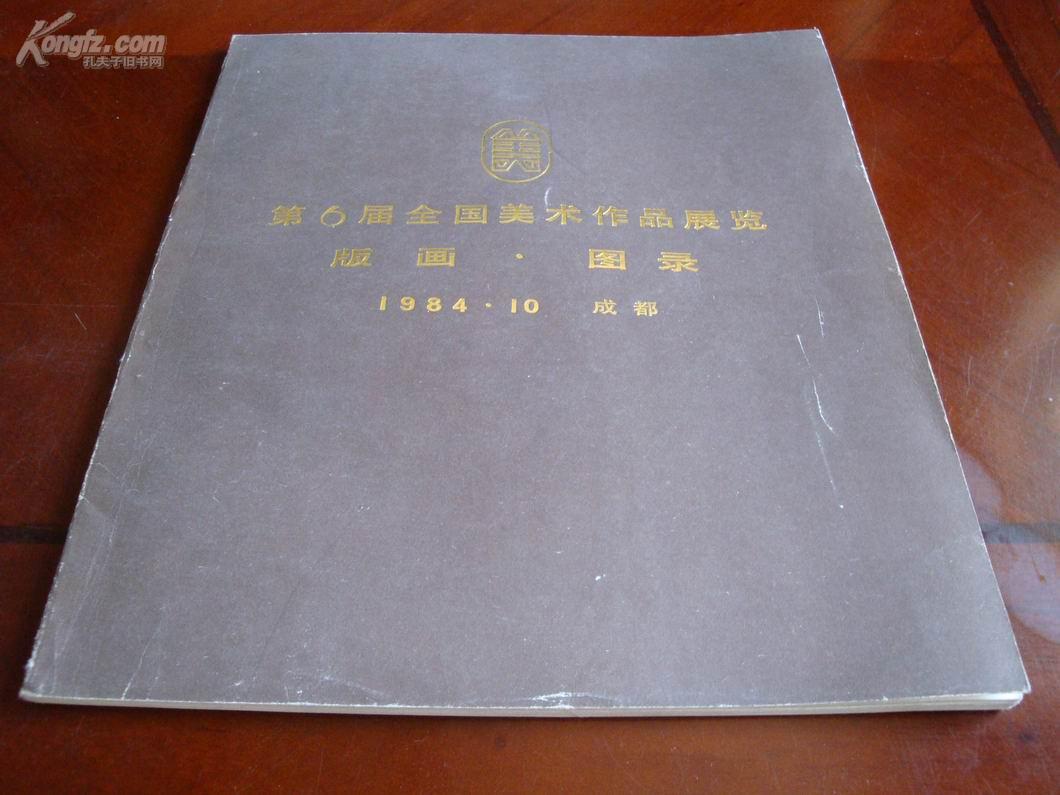 Kongfz.com
孔夫子旧书网
美
第6届全国美术作品展览
版画·图录
1984·10 成都